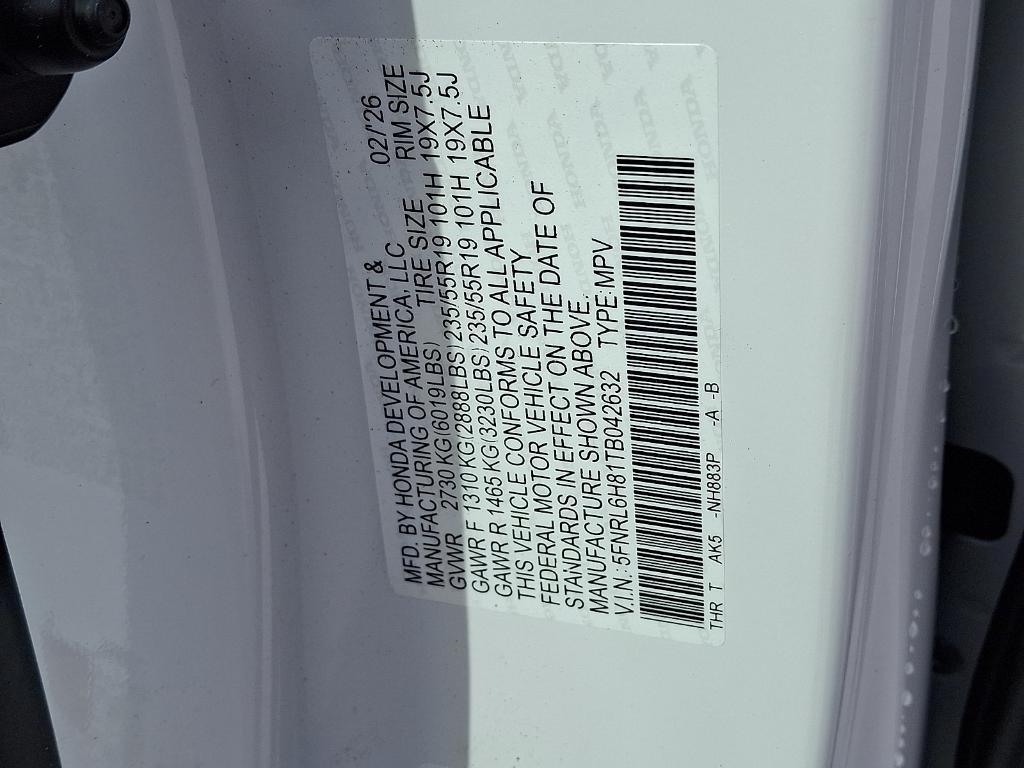 MFD. BY HONDA DEVELOPMENT & 02/'26
MANUFACTURING OF AMERICA, LLC
GVWR 2730 KG(6019LBS) TIRE SIZE RIM SIZE
GAWR F 1310 KG(2888LBS) 235/55R19 101H 19X7.5J
GAWR R 1465 KG(3230LBS) 235/55R19 101H 19X7.5J
THIS VEHICLE CONFORMS TO ALL APPLICABLE
FEDERAL MOTOR VEHICLE SAFETY
STANDARDS IN EFFECT ON THE DATE OF
MANUFACTURE SHOWN ABOVE.
V.I.N.:5FNRL6H81TB042632 TYPE:MPV
THR T AK5 -NH883P -A -B
HONDA